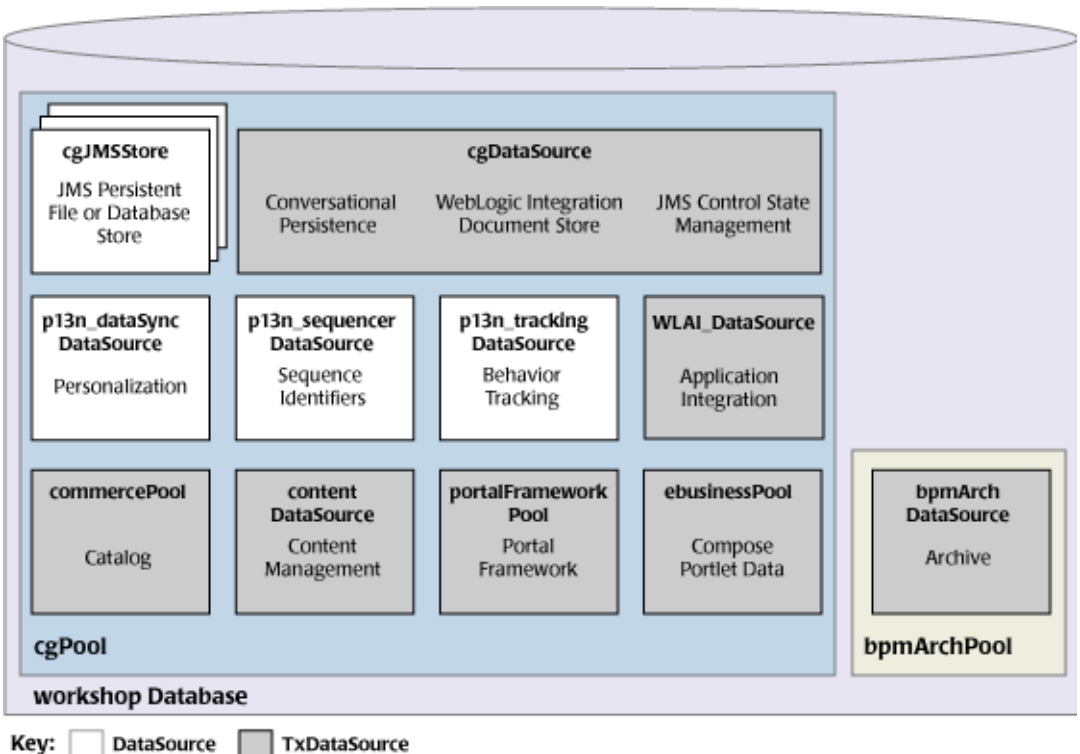 cgJMSStore
JMS Persistent
File or Database
Store
cgDataSource
Conversational
Persistence
WebLogic Integration
Document Store
JMS Control State
Management
p13n_dataSync
DataSource
Personalization
p13n_sequencer
DataSource
Sequence
Identifiers
p13n_tracking
DataSource
Behavior
Tracking
WLAI_DataSource
Application
Integration
commercePool
Catalog
content
DataSource
Content
Management
portalFramework
Pool
Portal
Framework
ebusinessPool
Compose
Portlet Data
bpmArch
DataSource
Archive
cgPool
bpmArchPool
workshop Database
Key: DataSource TxDataSource